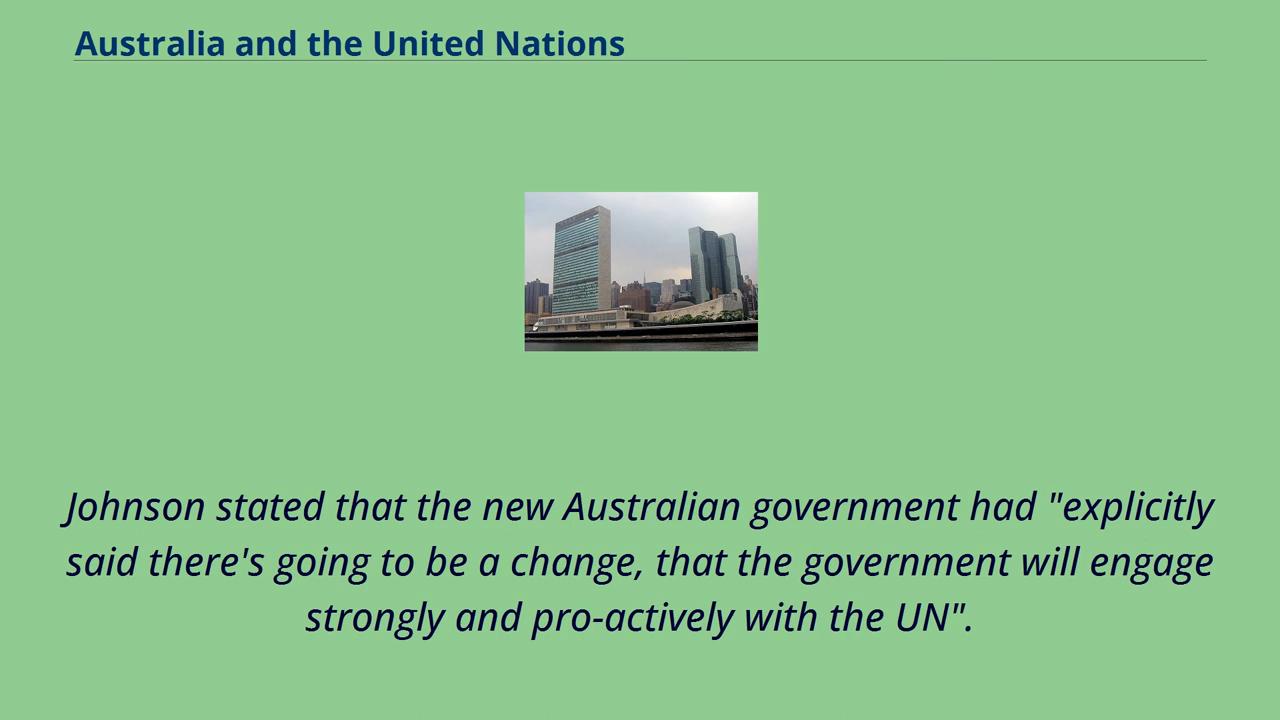 Australia and the United Nations
Johnson stated that the new Australian government had "explicitly
said there's going to be a change, that the government will engage
strongly and pro-actively with the UN".